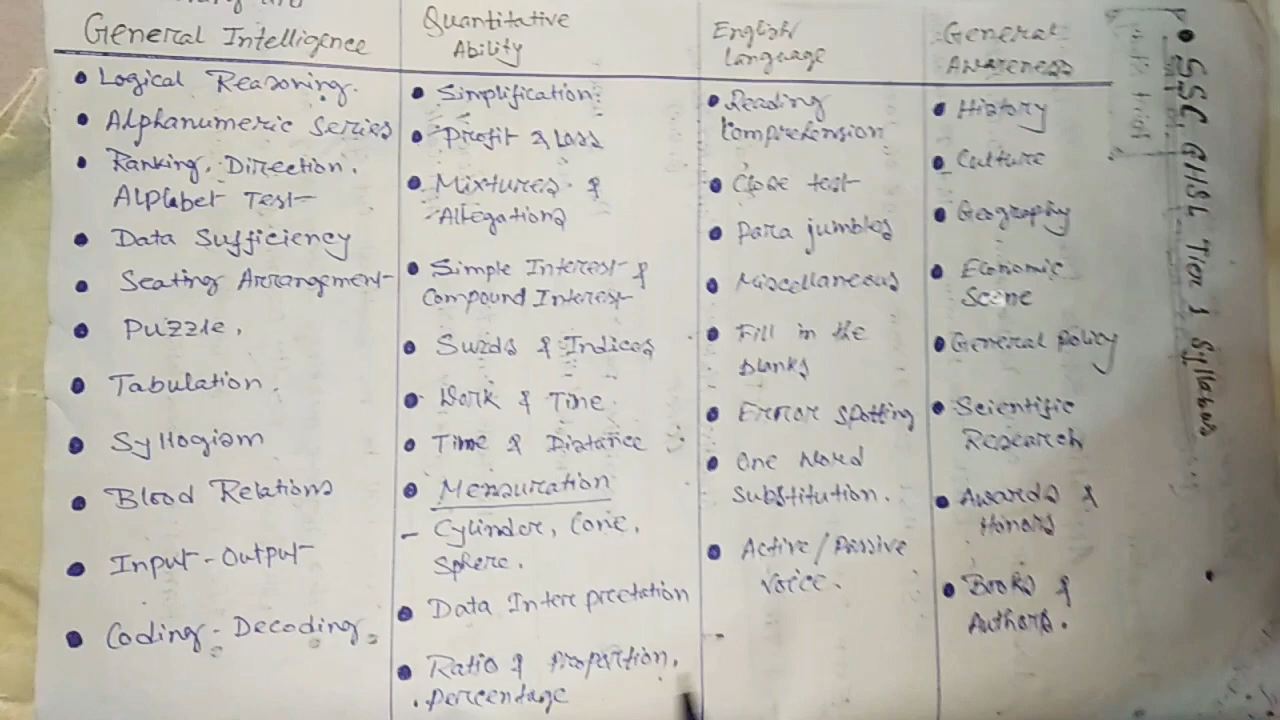 General Intelligence
• Logical Reasoning.
• Alphanumeric Series
• Ranking, Direction,
Alphabet Test
• Data Sufficiency
• Seating Arrangement
• Puzzle,
• Tabulation.
• Syllogism
• Blood Relations
• Input-Output
• Coding-Decoding
Quantitative
Ability
• Simplification
• Profit & Loss
• Mixtures &
Allegations
• Simple Interest &
Compound Interest
• Surds & Indices
• Work & Time
• Time & Distance
• Mensuration
- Cylinder, Cone,
Sphere.
• Data Interpretation
• Ratio & Proportion,
• Percentage
English
Language
• Reading
Comprehension
• Close test
• Para jumbles
• Miscellaneous
• Fill in the
blanks
• Error spotting
• One Word
substitution.
• Active/Passive
Voice.
General
Awareness
• History
• Culture
• Geography
• Economic
Scene
• General policy
• Scientific
Research
• Awards &
Honors
• Books &
Authors.
• SSC CHSL Tier 1 Syllabus